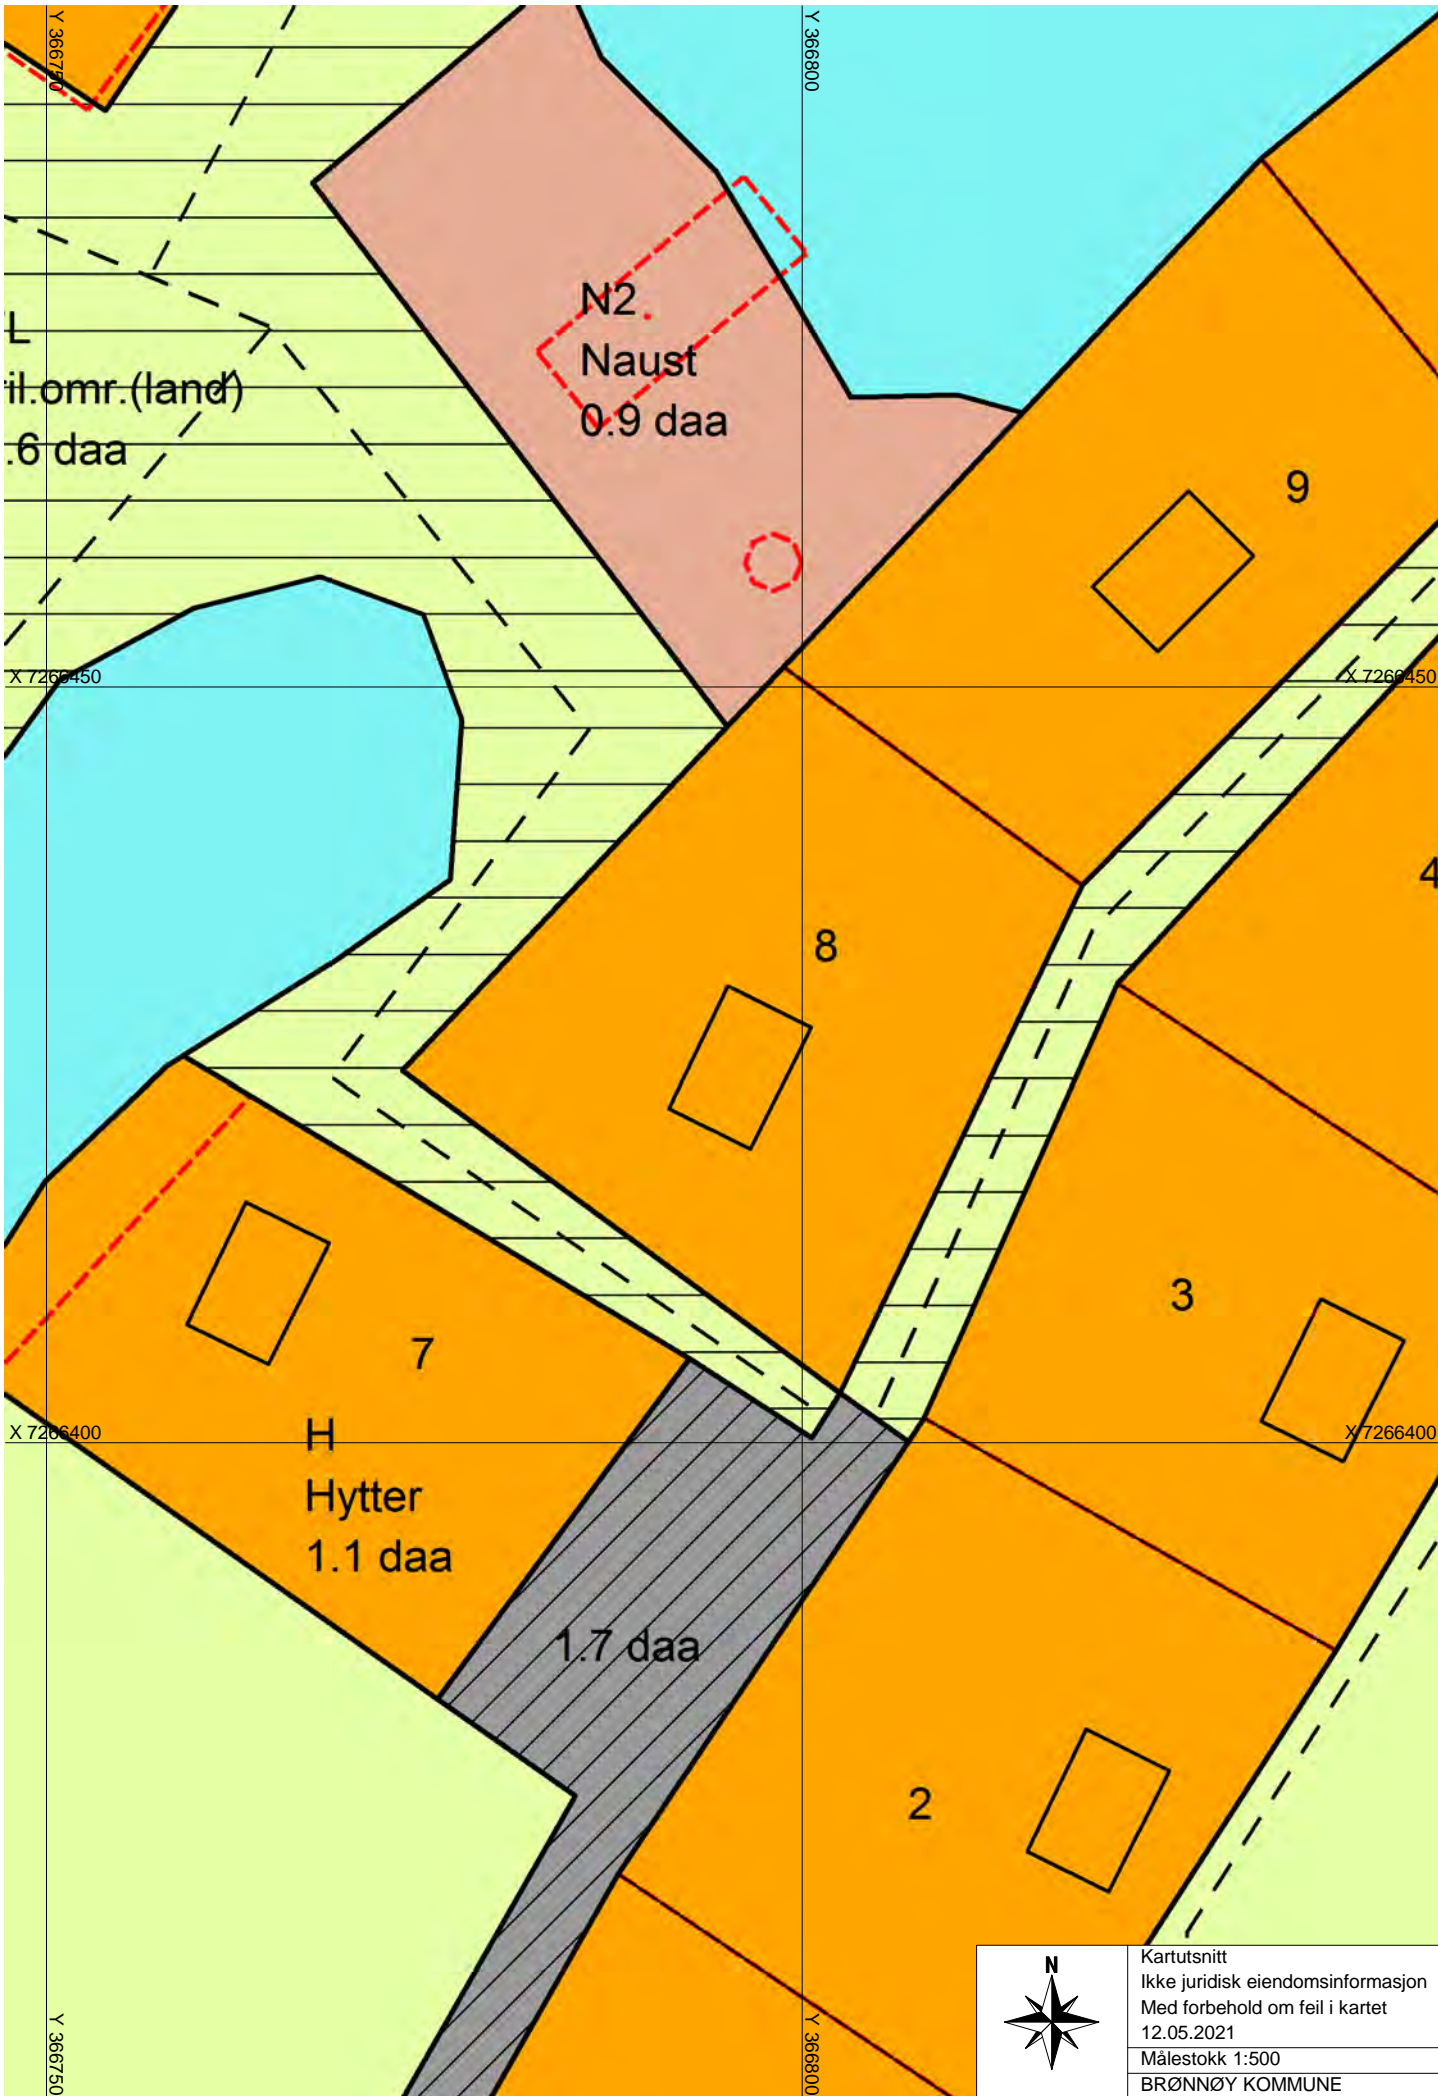 Y 366750
Y 366800
N2
Naust
0.9 daa
L
il.omr.(land)
.6 daa
9
X 7266450
X 7266450
4
8
3
7
X 7266400
X 7266400
H
Hytter
1.1 daa
1.7 daa
2
Y 366750
Y 366800
N
Kartutsnitt
Ikke juridisk eiendomsinformasjon
Med forbehold om feil i kartet
12.05.2021
Målestokk 1:500
BRØNNØY KOMMUNE